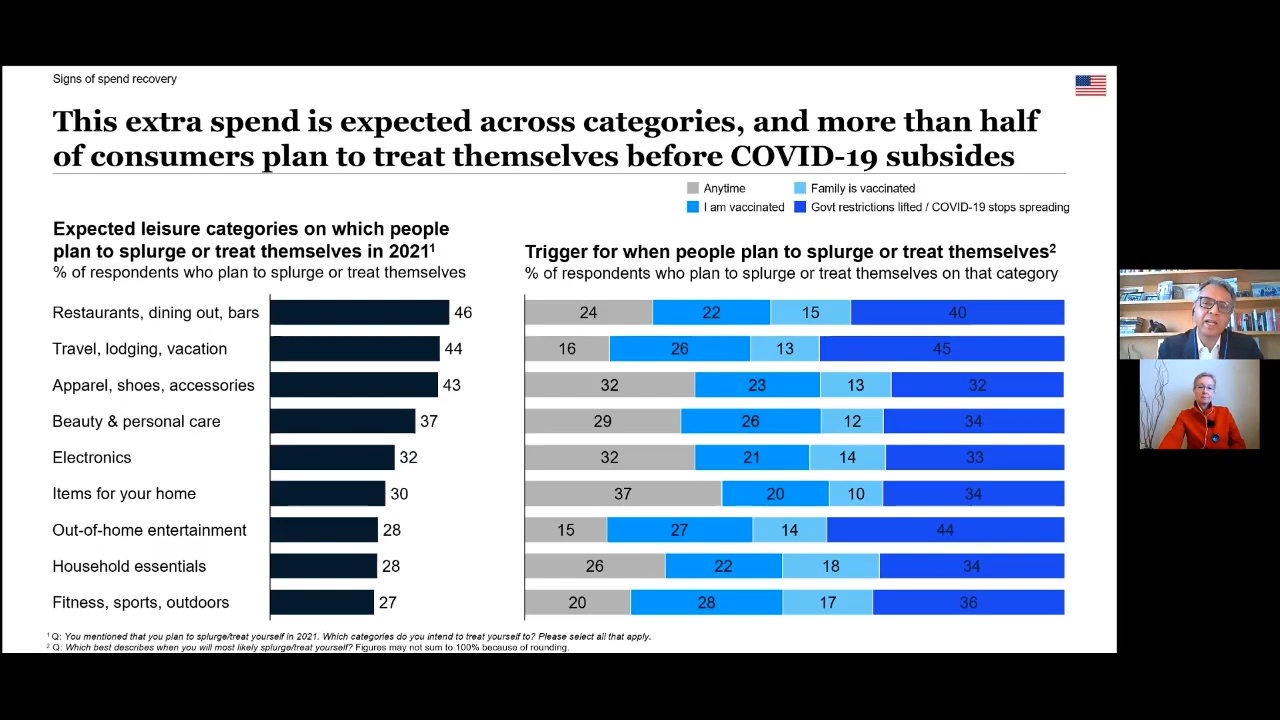 Signs of spend recovery
This extra spend is expected across categories, and more than half
of consumers plan to treat themselves before COVID-19 subsides
Anytime
Family is vaccinated
I am vaccinated
Govt restrictions lifted / COVID-19 stops spreading
Expected leisure categories on which people
plan to splurge or treat themselves in 2021¹
% of respondents who plan to splurge or treat themselves
Trigger for when people plan to splurge or treat themselves²
% of respondents who plan to splurge or treat themselves on that category
Restaurants, dining out, bars 46 24 22 15 40
Travel, lodging, vacation 44 16 26 13 45
Apparel, shoes, accessories 43 32 23 13 32
Beauty & personal care 37 29 26 12 34
Electronics 32 32 21 14 33
Items for your home 30 37 20 10 34
Out-of-home entertainment 28 15 27 14 44
Household essentials 28 26 22 18 34
Fitness, sports, outdoors 27 20 28 17 36
¹ Q: You mentioned that you plan to splurge/treat yourself in 2021. Which categories do you intend to treat yourself to? Please select all that apply.
² Q: Which best describes when you will most likely splurge/treat yourself? Figures may not sum to 100% because of rounding.